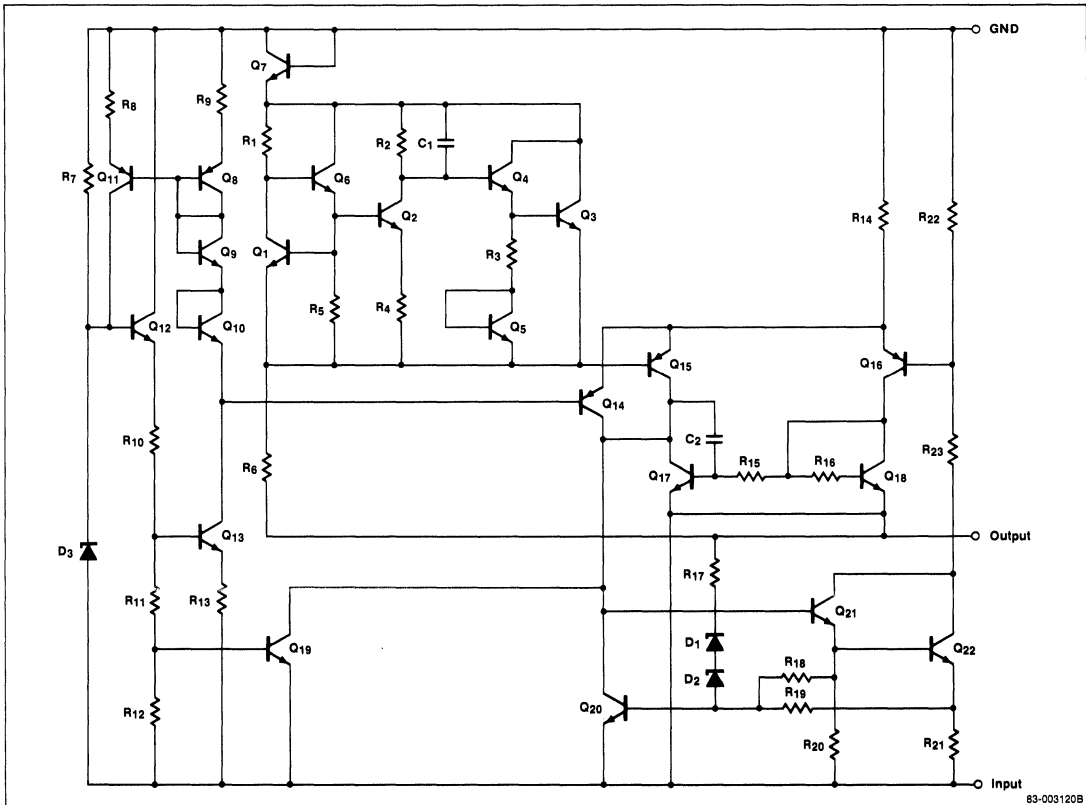 GND
Q7
R8
R9
R1
R2
C1
R7
Q11
Q8
Q6
Q4
Q2
Q3
R14
R22
Q9
Q1
R3
R5
R4
Q12
Q10
Q5
Q15
Q16
Q14
R10
C2
R23
R6
Q17
R15
R16
Q18
Q13
Output
D3
R17
R11
R13
Q21
Q19
D1
Q22
D2
R18
R19
R12
Q20
R20
R21
Input
83-003120B